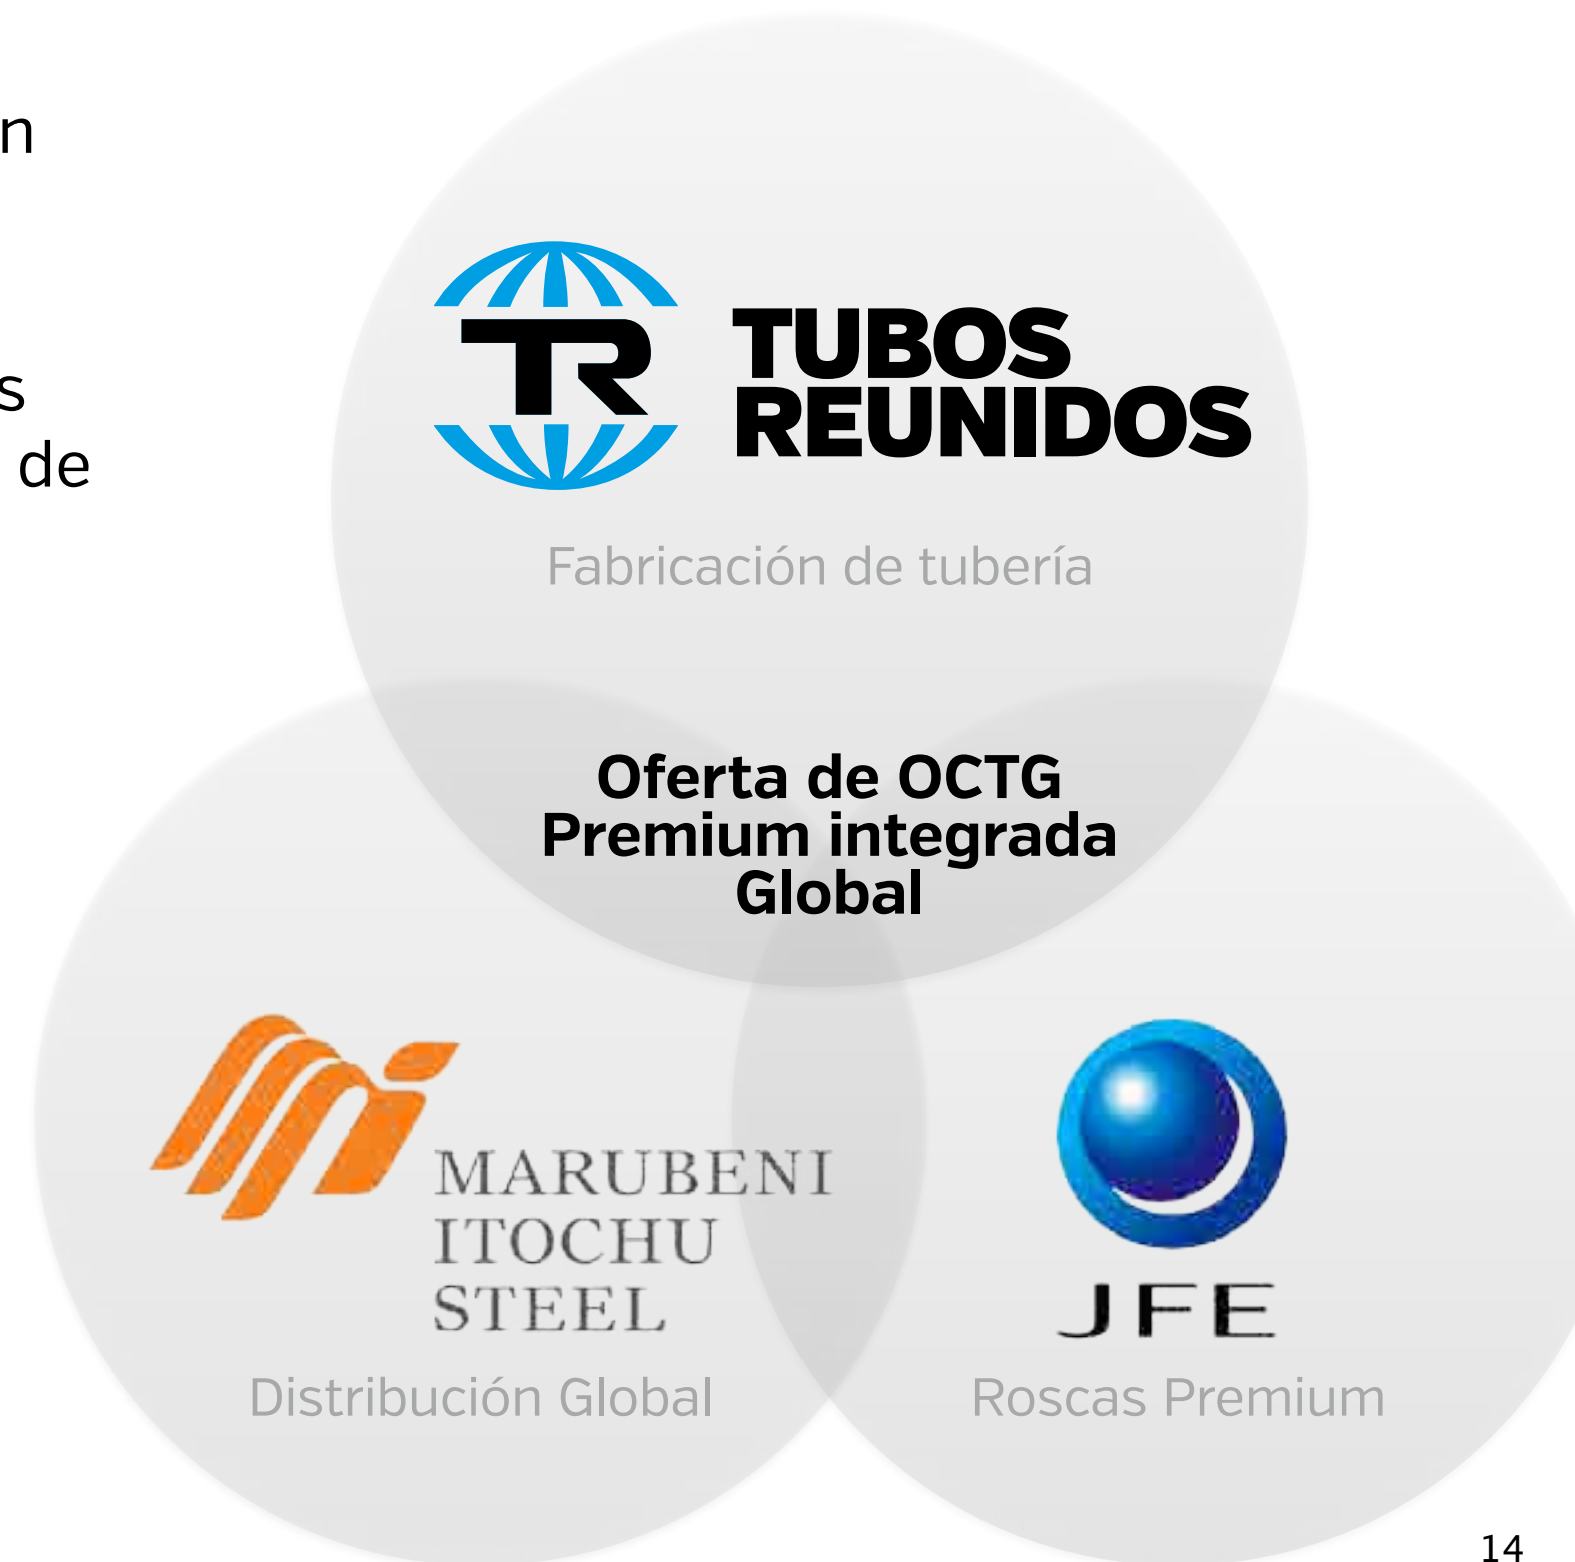 n
s
de
TR
TUBOS
REUNIDOS
Fabricación de tubería
Oferta de OCTG
Premium integrada
Global
MARUBENI
ITOCHU
STEEL
Distribución Global
JFE
Roscas Premium
14